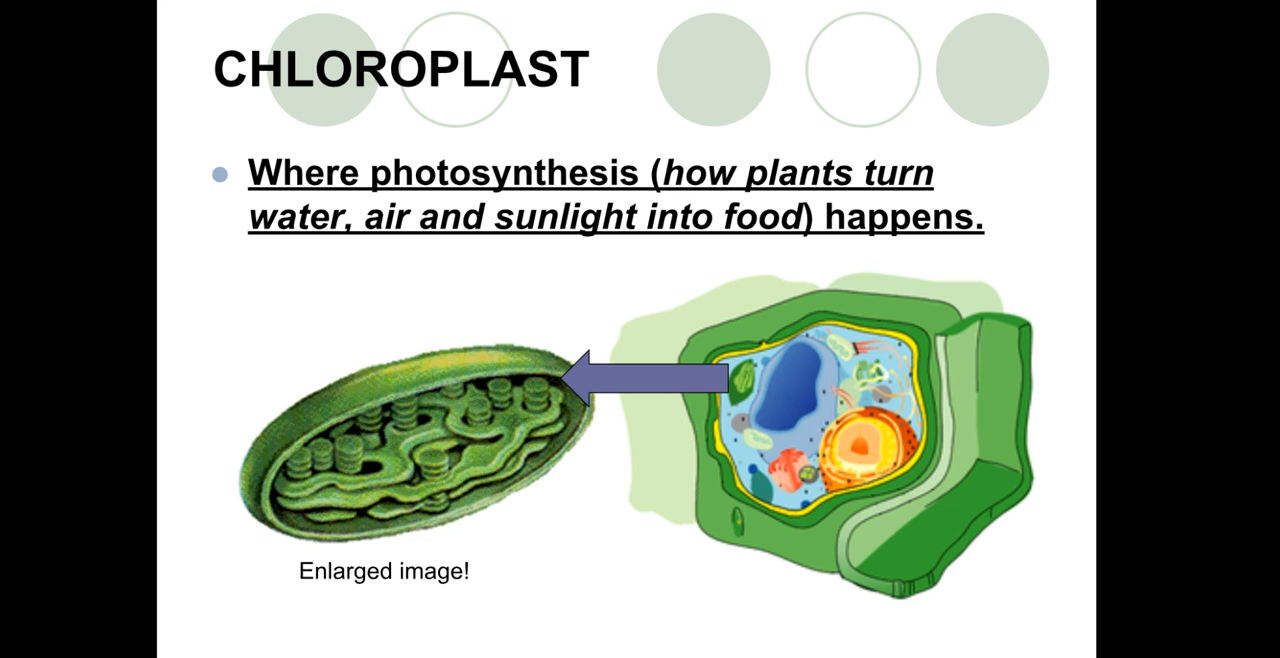 CHLOROPLAST
Where photosynthesis (how plants turn
water, air and sunlight into food) happens.
Enlarged image!